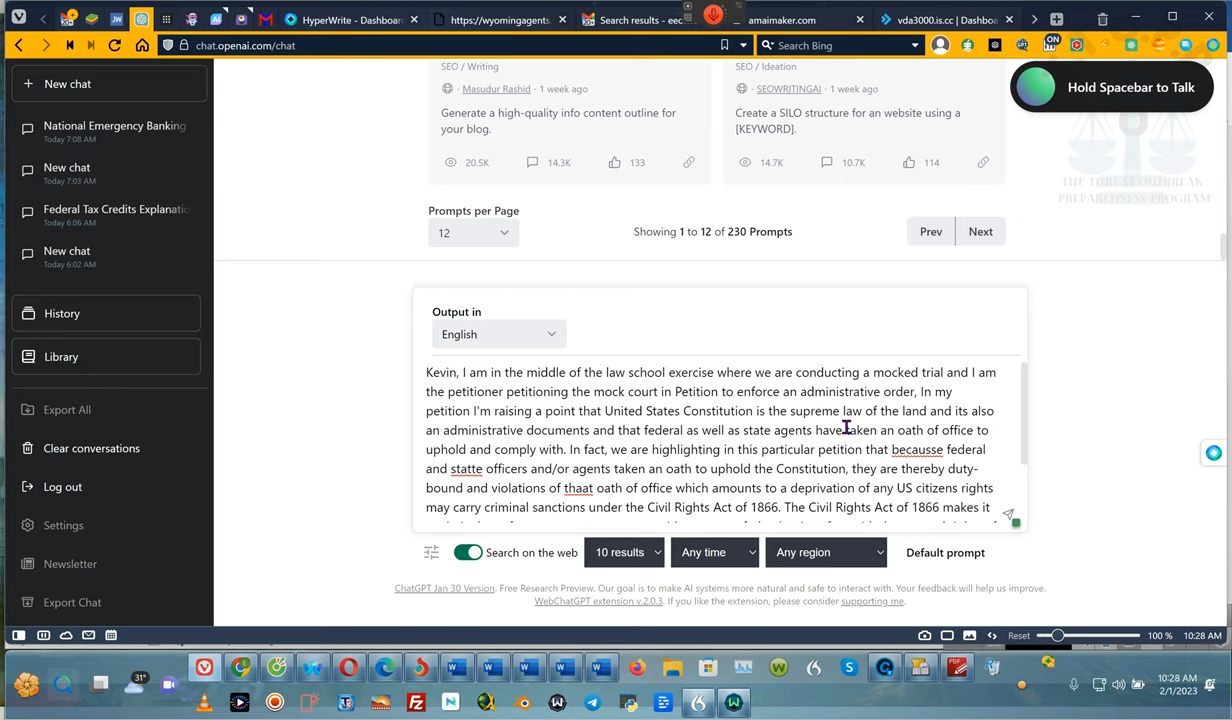 HyperWrite - Dashboard
https://wyomingagents.
Search results - eec
amaimaker.com
vda3000.is.cc | Dashboa
chat.openai.com/chat
Search Bing
ON
Hold Spacebar to Talk
New chat
National Emergency Banking
Today 7:08 AM
New chat
Today 7:03 AM
Federal Tax Credits Explanatio
Today 6:06 AM
New chat
Today 6:02 AM
History
Library
Export All
Clear conversations
Log out
Settings
Newsletter
Export Chat
SEO / Writing
Masudur Rashid · 1 week ago
Generate a high-quality info content outline for
your blog.
20.5K 14.3K 133
SEO / Ideation
SEOWRITINGAI · 1 week ago
Create a SILO structure for an website using a
[KEYWORD].
14.7K 10.7K 114
THE THREAT OUTBREAK
PREPAREDNESS PROGRAM
Prompts per Page
12
Showing 1 to 12 of 230 Prompts
Prev Next
Output in
English
Kevin, I am in the middle of the law school exercise where we are conducting a mocked trial and I am
the petitioner petitioning the mock court in Petition to enforce an administrative order, In my
petition I'm raising a point that United States Constitution is the supreme law of the land and its also
an administrative documents and that federal as well as state agents have taken an oath of office to
uphold and comply with. In fact, we are highlighting in this particular petition that becausse federal
and statte officers and/or agents taken an oath to uphold the Constitution, they are thereby duty-
bound and violations of thaat oath of office which amounts to a deprivation of any US citizens rights
may carry criminal sanctions under the Civil Rights Act of 1866. The Civil Rights Act of 1866 makes it
Search on the web
10 results
Any time
Any region
Default prompt
ChatGPT Jan 30 Version. Free Research Preview. Our goal is to make AI systems more natural and safe to interact with. Your feedback will help us improve.
WebChatGPT extension v.2.0.3. If you like the extension, please consider supporting me.
Reset
100 %
10:28 AM
31°
10:28 AM
2/1/2023